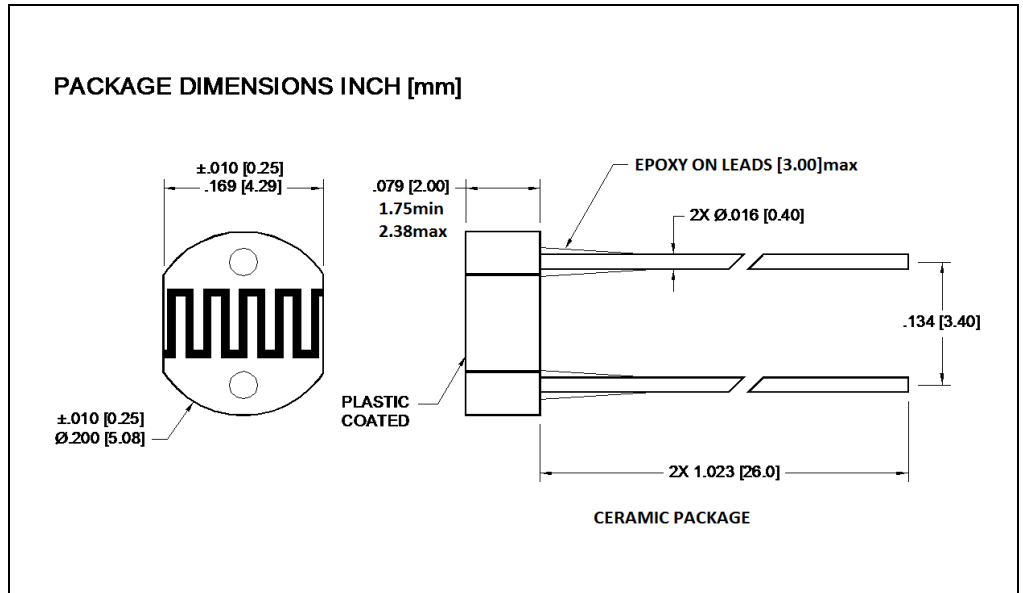 PACKAGE DIMENSIONS INCH [mm]
±.010 [0.25]
.169 [4.29]
.079 [2.00]
1.75min
2.38max
EPOXY ON LEADS [3.00]max
2X Ø.016 [0.40]
.134 [3.40]
PLASTIC
COATED
±.010 [0.25]
Ø.200 [5.08]
2X 1.023 [26.0]
CERAMIC PACKAGE